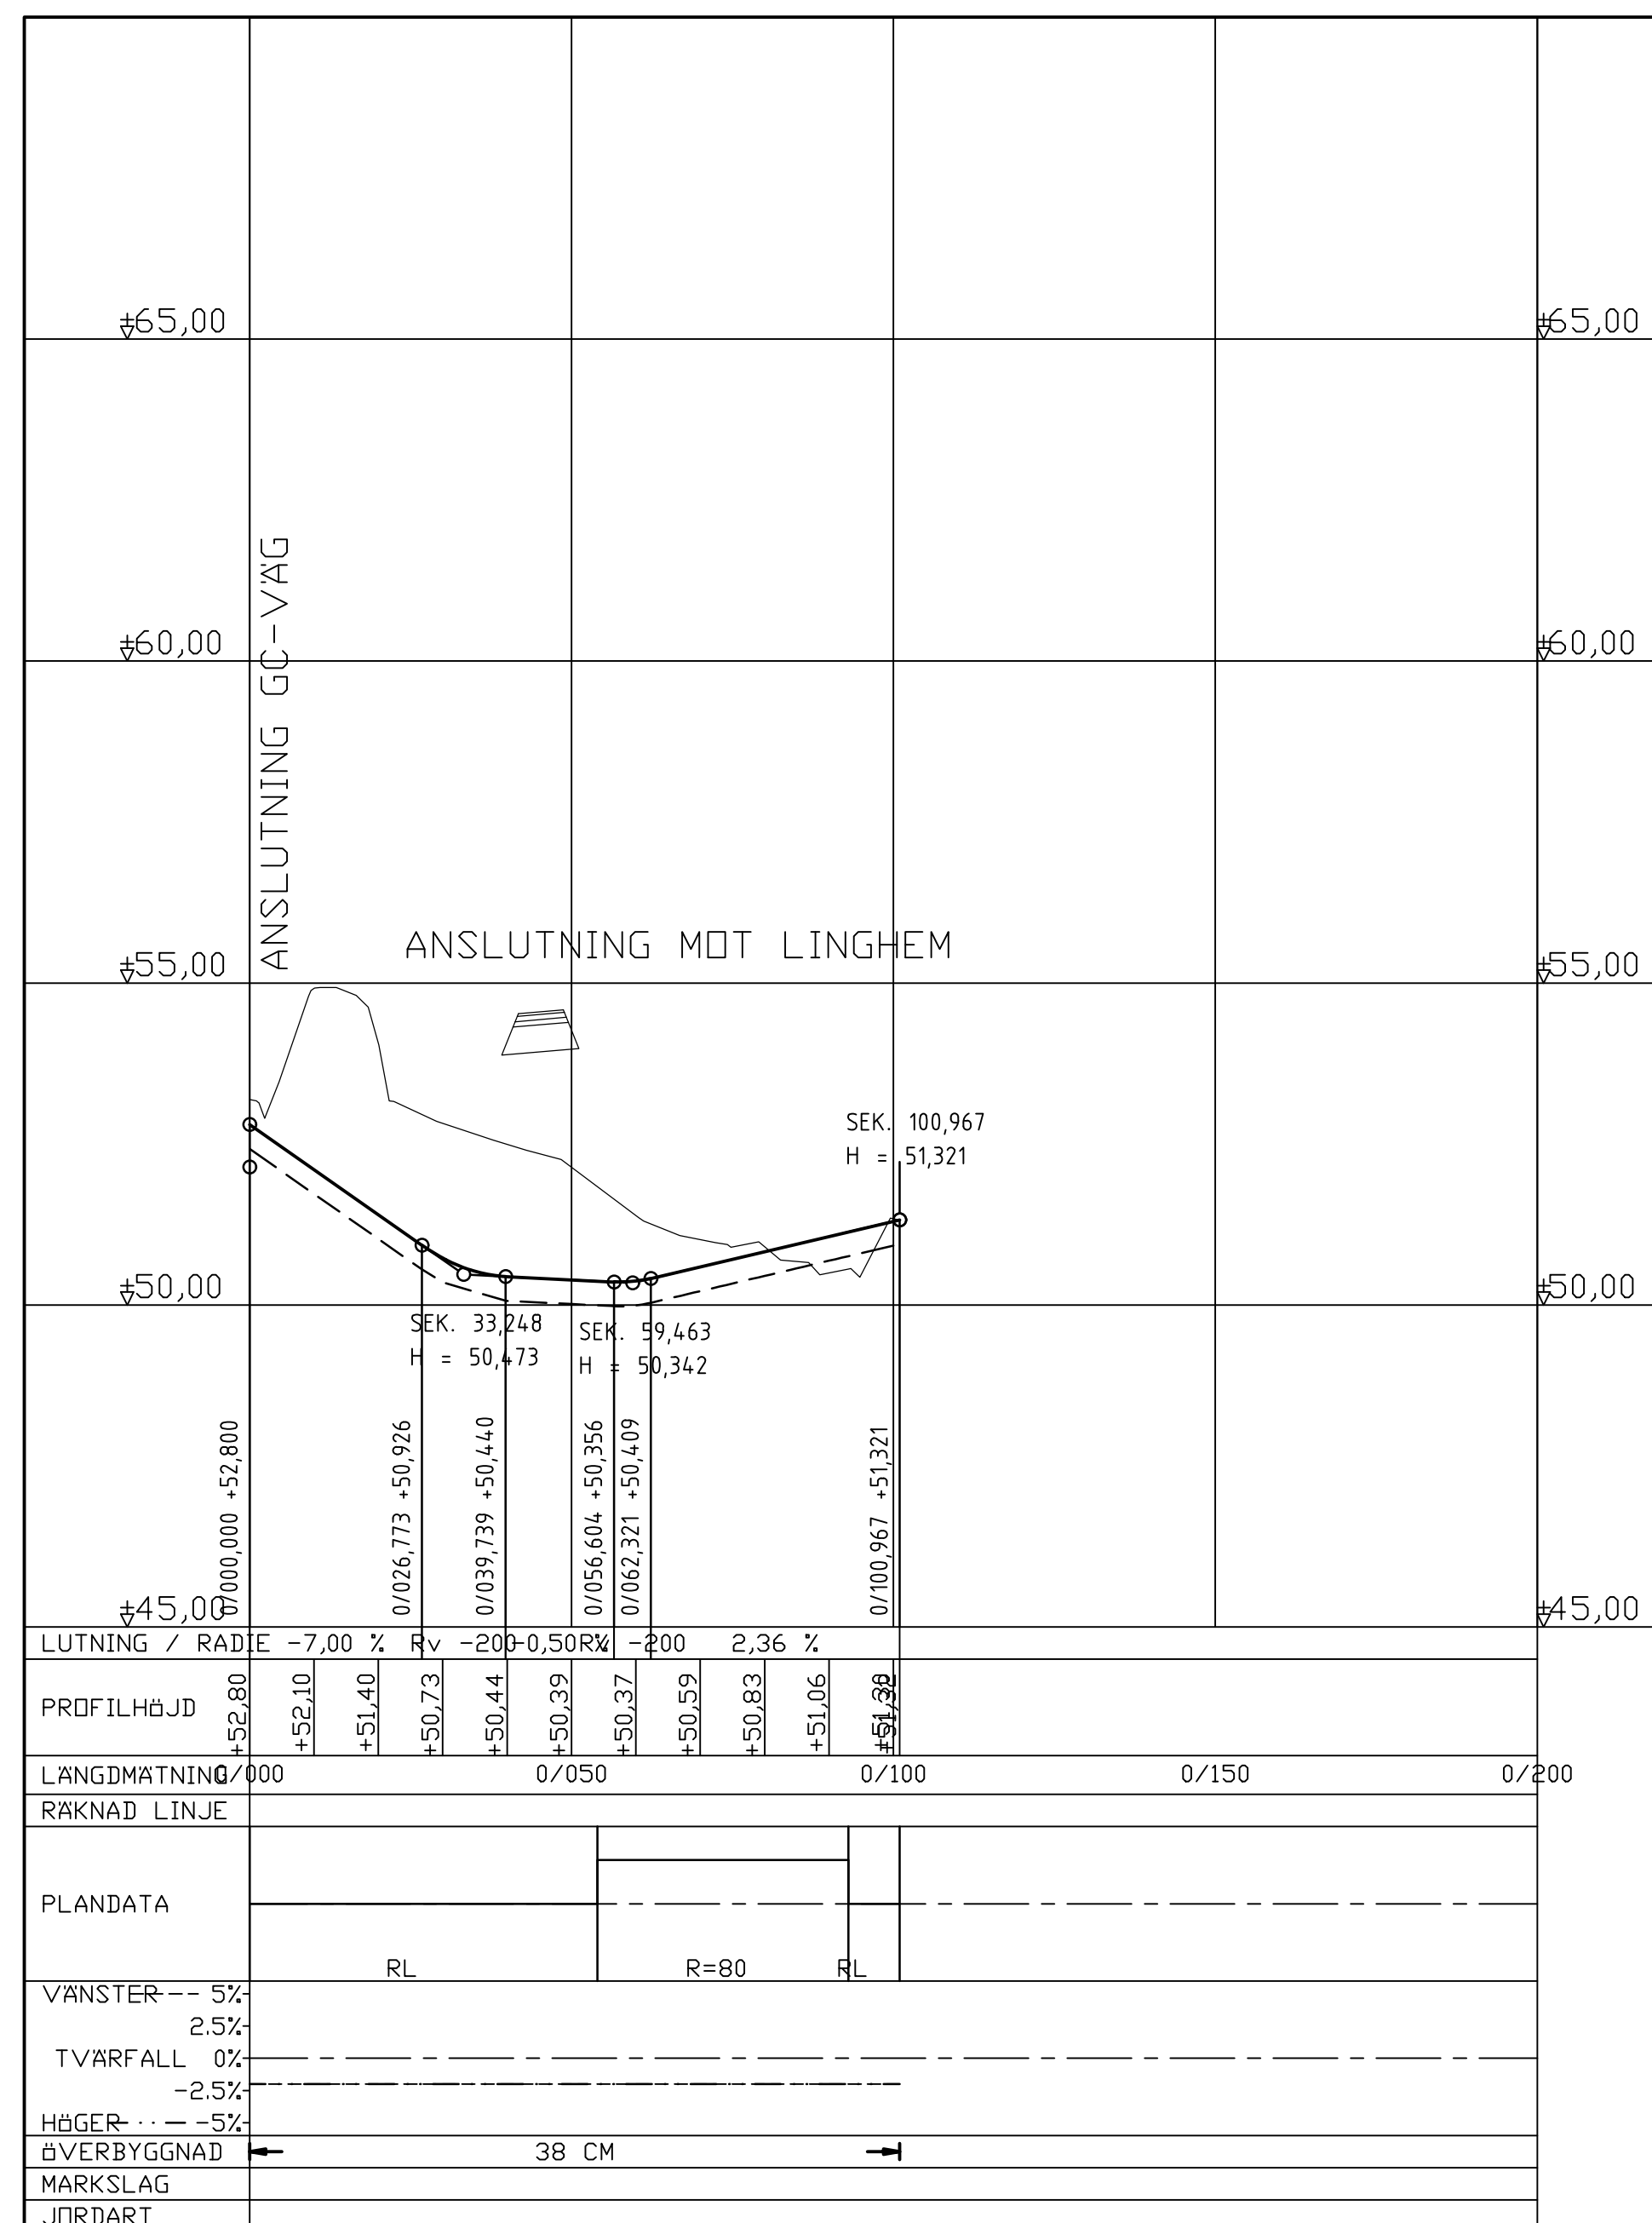 ±65,00 ±65,00
±60,00 ±60,00
ANSLUTNING GC-VÄG
ANSLUTNING MOT LINGHEM
±55,00 ±55,00
SEK. 100,967
H = 51,321
±50,00 ±50,00
SEK. 33,248
H = 50,473
SEK. 59,463
H = 50,342
0/000,000 +52,800
0/026,773 +50,926
0/039,739 +50,440
0/056,604 +50,356
0/062,321 +50,409
0/100,967 +51,321
±45,00 ±45,00
LUTNING / RADIE -7,00 % Rv -200 -0,50 % Rv -200 2,36 %
PROFILHÖJD +52,80 +52,10 +51,40 +50,73 +50,44 +50,39 +50,37 +50,59 +50,83 +51,06 +51,30 +51,32
LÄNGDMÄTNING 0/000 0/050 0/100 0/150 0/200
RÄKNAD LINJE
PLANDATA
RL R=80 RL
VÄNSTER 5%
2.5%
TVÄRFALL 0%
-2.5%
HÖGER -5%
ÖVERBYGGNAD 38 CM
MARKSLAG
JORDART